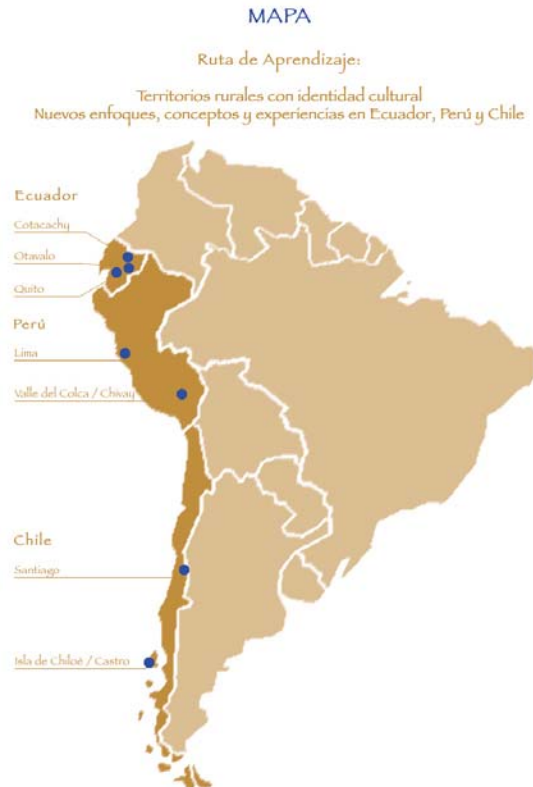 MAPA
Ruta de Aprendizaje:
Territorios rurales con identidad cultural
Nuevos enfoques, conceptos y experiencias en Ecuador, Perú y Chile
Ecuador
Cotacachy
Otavalo
Quito
Perú
Lima
Valle del Colca / Chivay
Chile
Santiago
Isla de Chiloé / Castro